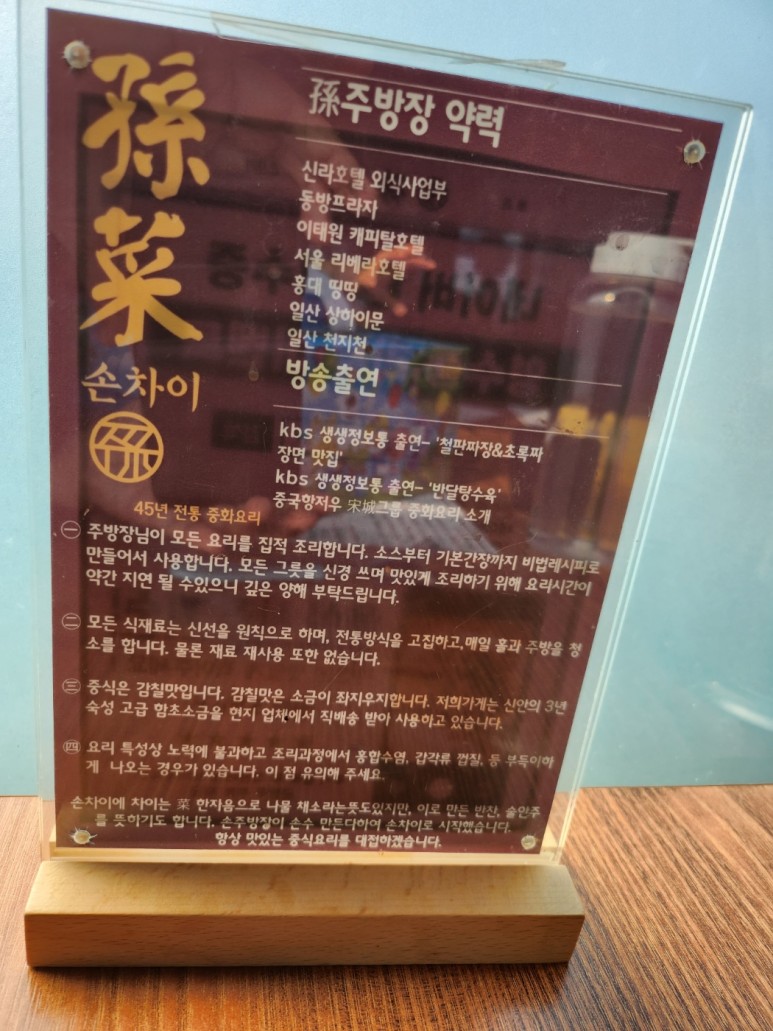 孫
菜
손차이
孫
45년 전통 중화요리
孫주방장 약력
신라호텔 외식사업부
동방프라자
이태원 캐피탈호텔
서울 리베라호텔
홍대 띵띵
일산 상하이문
일산 천지천
방송출연
kbs 생생정보통 출연- '철판짜장&초록짜
장면 맛집'
kbs 생생정보통 출연- '반달탕수육'
중국항저우 宋城그룹 중화요리 소개
㊀ 주방장님이 모든 요리를 집적 조리합니다. 소스부터 기본간장까지 비법레시피로
만들어서 사용합니다. 모든 그릇을 신경 쓰며 맛있게 조리하기 위해 요리시간이
약간 지연 될 수있으니 깊은 양해 부탁드립니다.
㊁ 모든 식재료는 신선을 원칙으로 하며, 전통방식을 고집하고,매일 홀과 주방을 청
소를 합니다. 물론 재료 재사용 또한 없습니다.
㊂ 중식은 감칠맛입니다. 감칠맛은 소금이 좌지우지합니다. 저희가게는 신안의 3년
숙성 고급 함초소금을 현지 업체에서 직배송 받아 사용하고 있습니다.
㊃ 요리 특성상 노력에 불과하고 조리과정에서 홍합수염, 갑각류 껍질, 등 부득이하
게 나오는 경우가 있습니다. 이 점 유의해 주세요.
손차이에 차이는 菜 한자음으로 나물 채소라는뜻도있지만, 이로 만든 반찬, 술안주
를 뜻하기도 합니다. 손주방장이 손수 만든다하여 손차이로 시작했습니다.
항상 맛있는 중식요리를 대접하겠습니다.